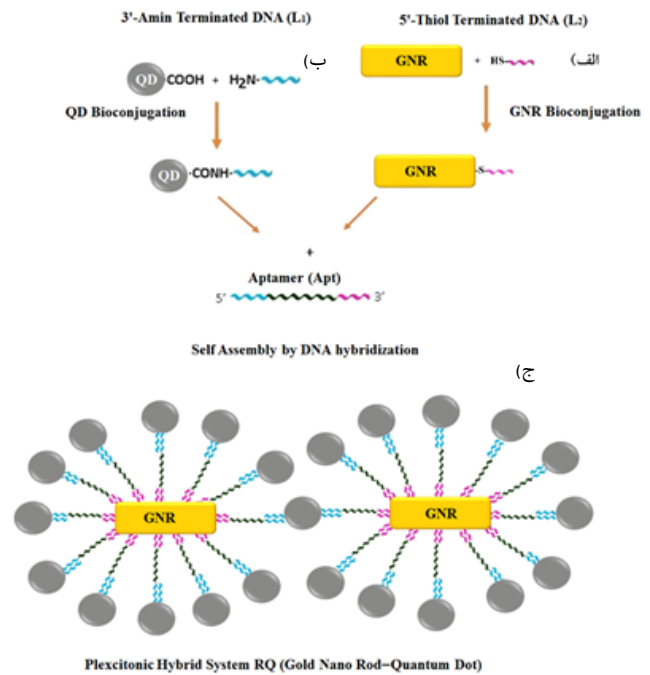 3'-Amin Terminated DNA (L₁)
5'-Thiol Terminated DNA (L₂)
ب)
QD COOH + H₂N-
QD Bioconjugation
QD -CONH-
الف)
GNR + HS-
GNR Bioconjugation
GNR -S-
+
Aptamer (Apt)
5' 3'
Self Assembly by DNA hybridization
ج)
GNR
GNR
Plexcitonic Hybrid System RQ (Gold Nano Rod–Quantum Dot)